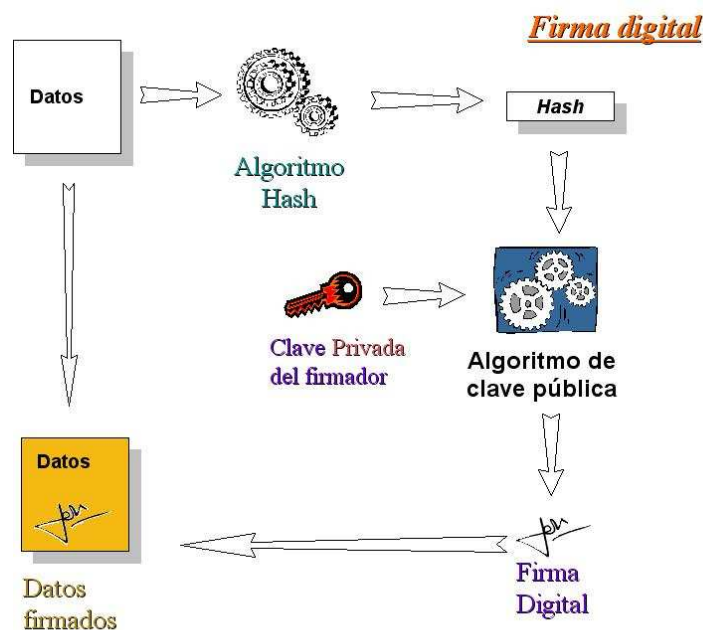 Firma digital
Datos
Hash
Algoritmo
Hash
Clave Privada
del firmador
Algoritmo de
clave pública
Datos
Firma
Digital
Datos
firmados